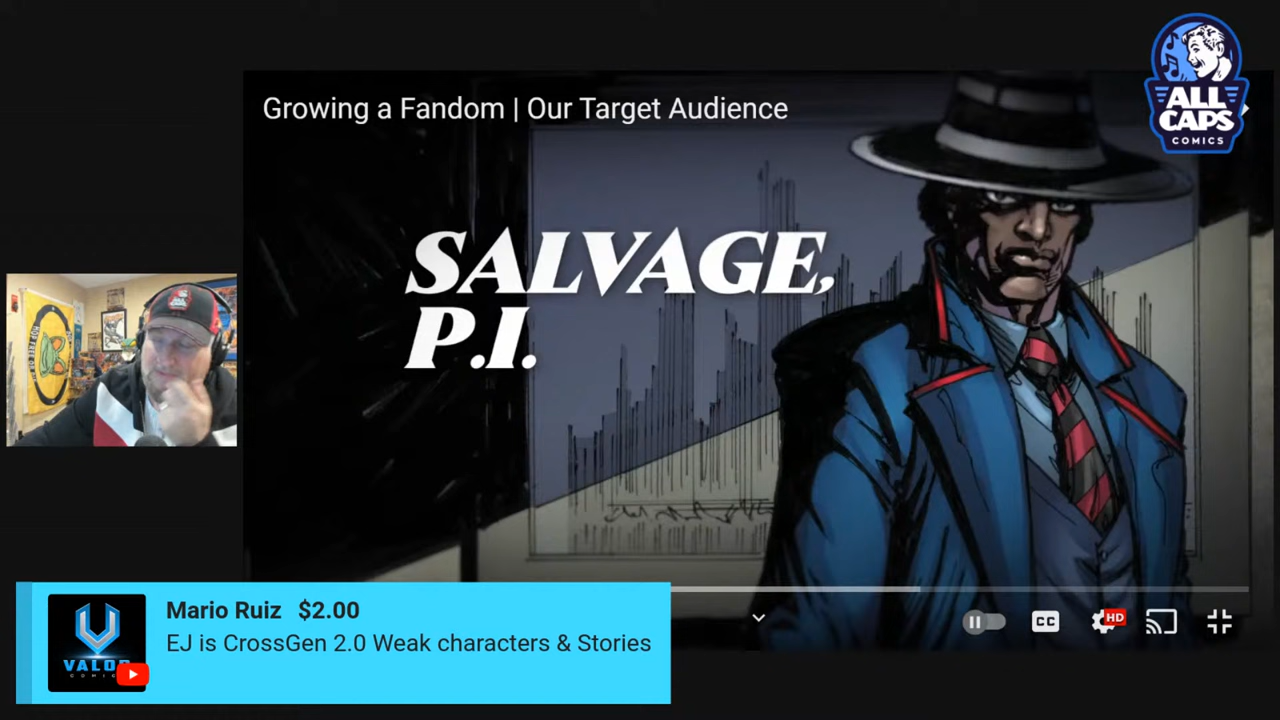 Growing a Fandom | Our Target Audience
ALL
CAPS
COMICS
SALVAGE,
P.I.
Mario Ruiz $2.00
EJ is CrossGen 2.0 Weak characters & Stories
VALOR
COMICS
CC
HD